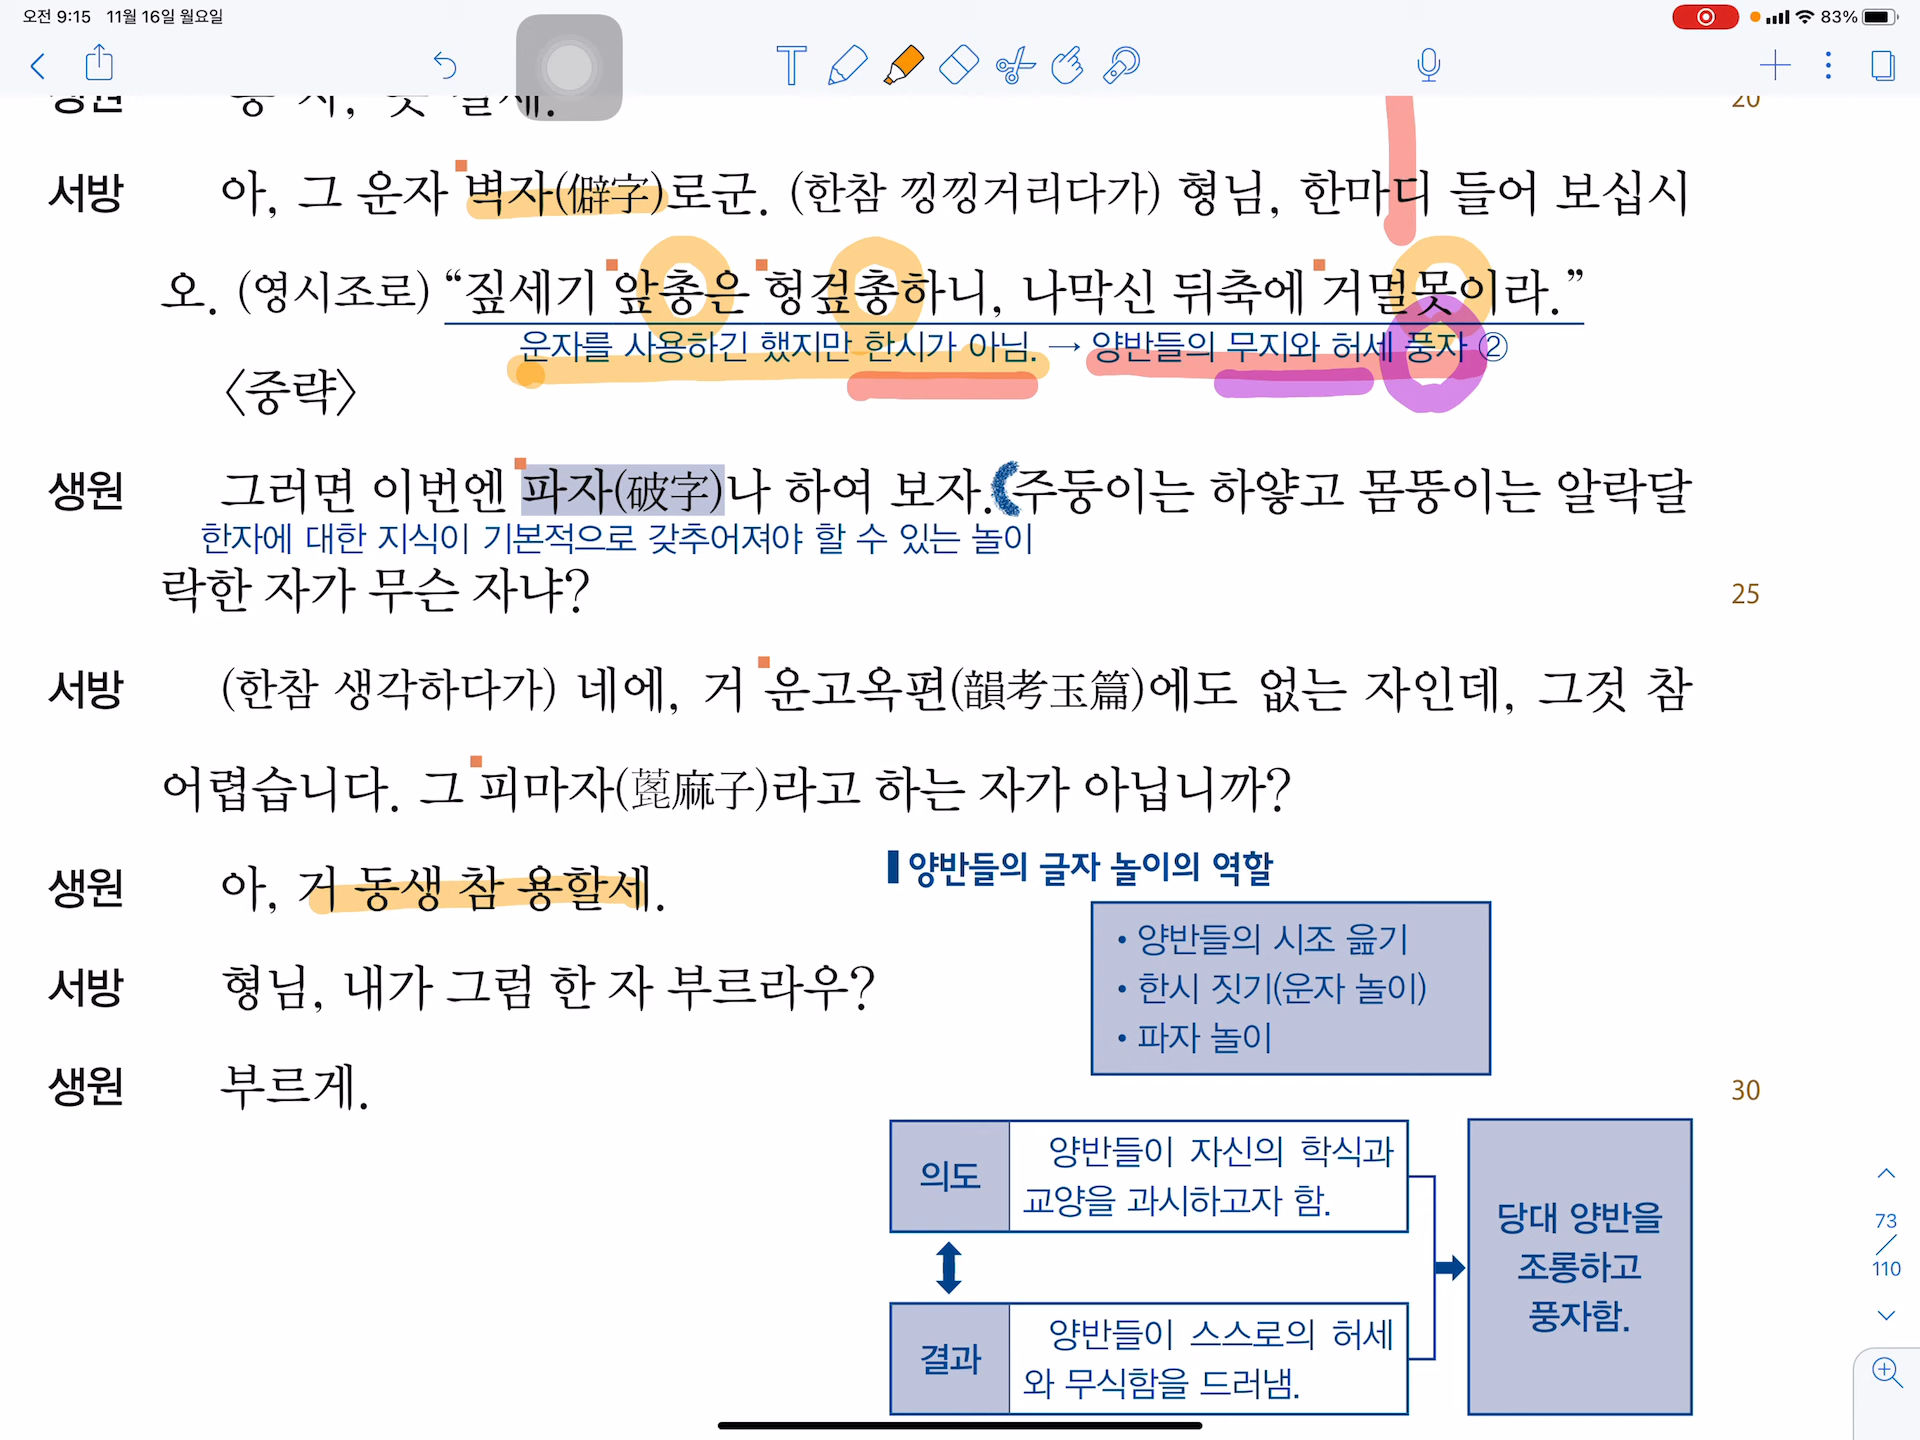 오전 9:15 11월 16일 월요일
83%
20
서방 아, 그 운자 벽자(僻字)로군. (한참 낑낑거리다가) 형님, 한마디 들어 보십시
오. (영시조로) “짚세기 앞총은 헝겊총하니, 나막신 뒤축에 거멀못이라.”
운자를 사용하긴 했지만 한시가 아님. → 양반들의 무지와 허세 풍자 ②
〈중략〉
생원 그러면 이번엔 파자(破字)나 하여 보자. 주둥이는 하얗고 몸뚱이는 알락달
한자에 대한 지식이 기본적으로 갖추어져야 할 수 있는 놀이
락한 자가 무슨 자냐?
25
서방 (한참 생각하다가) 네에, 거 운고옥편(韻考玉篇)에도 없는 자인데, 그것 참
어렵습니다. 그 피마자(蓖麻子)라고 하는 자가 아닙니까?
생원 아, 거 동생 참 용할세.
서방 형님, 내가 그럼 한 자 부르라우?
생원 부르게.
30
양반들의 글자 놀이의 역할
• 양반들의 시조 읊기
• 한시 짓기(운자 놀이)
• 파자 놀이
의도
양반들이 자신의 학식과
교양을 과시하고자 함.
결과
양반들이 스스로의 허세
와 무식함을 드러냄.
당대 양반을
조롱하고
풍자함.
73
110